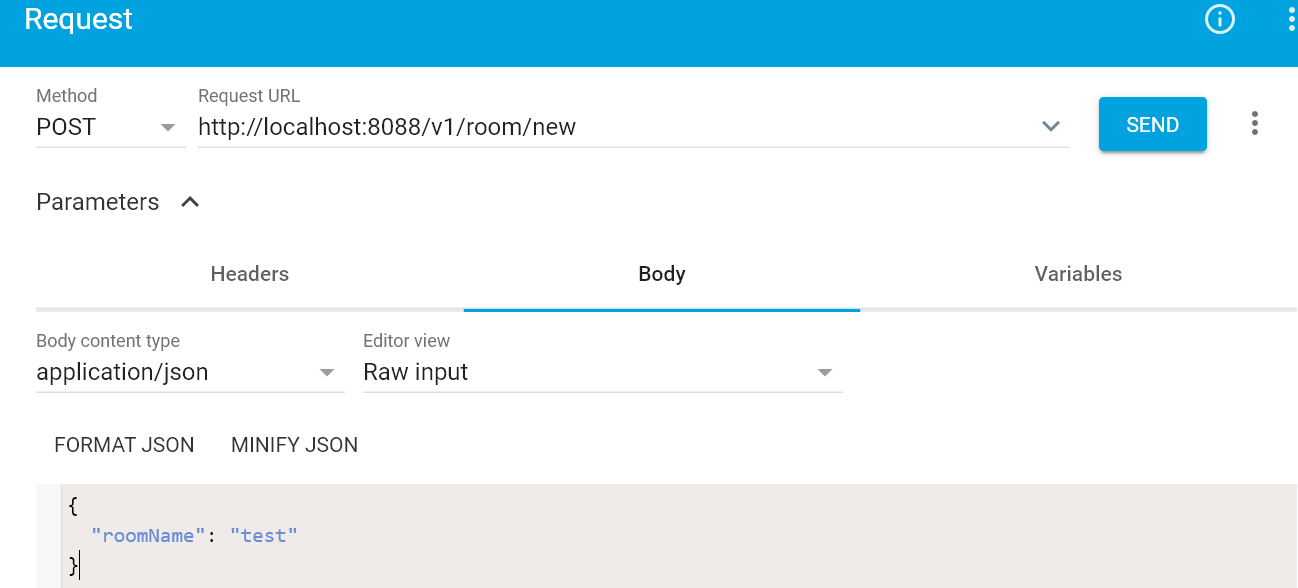 Request
Method
Request URL
POST
http://localhost:8088/v1/room/new
SEND
Parameters
Headers
Body
Variables
Body content type
Editor view
application/json
Raw input
FORMAT JSON
MINIFY JSON
{
"roomName": "test"
}